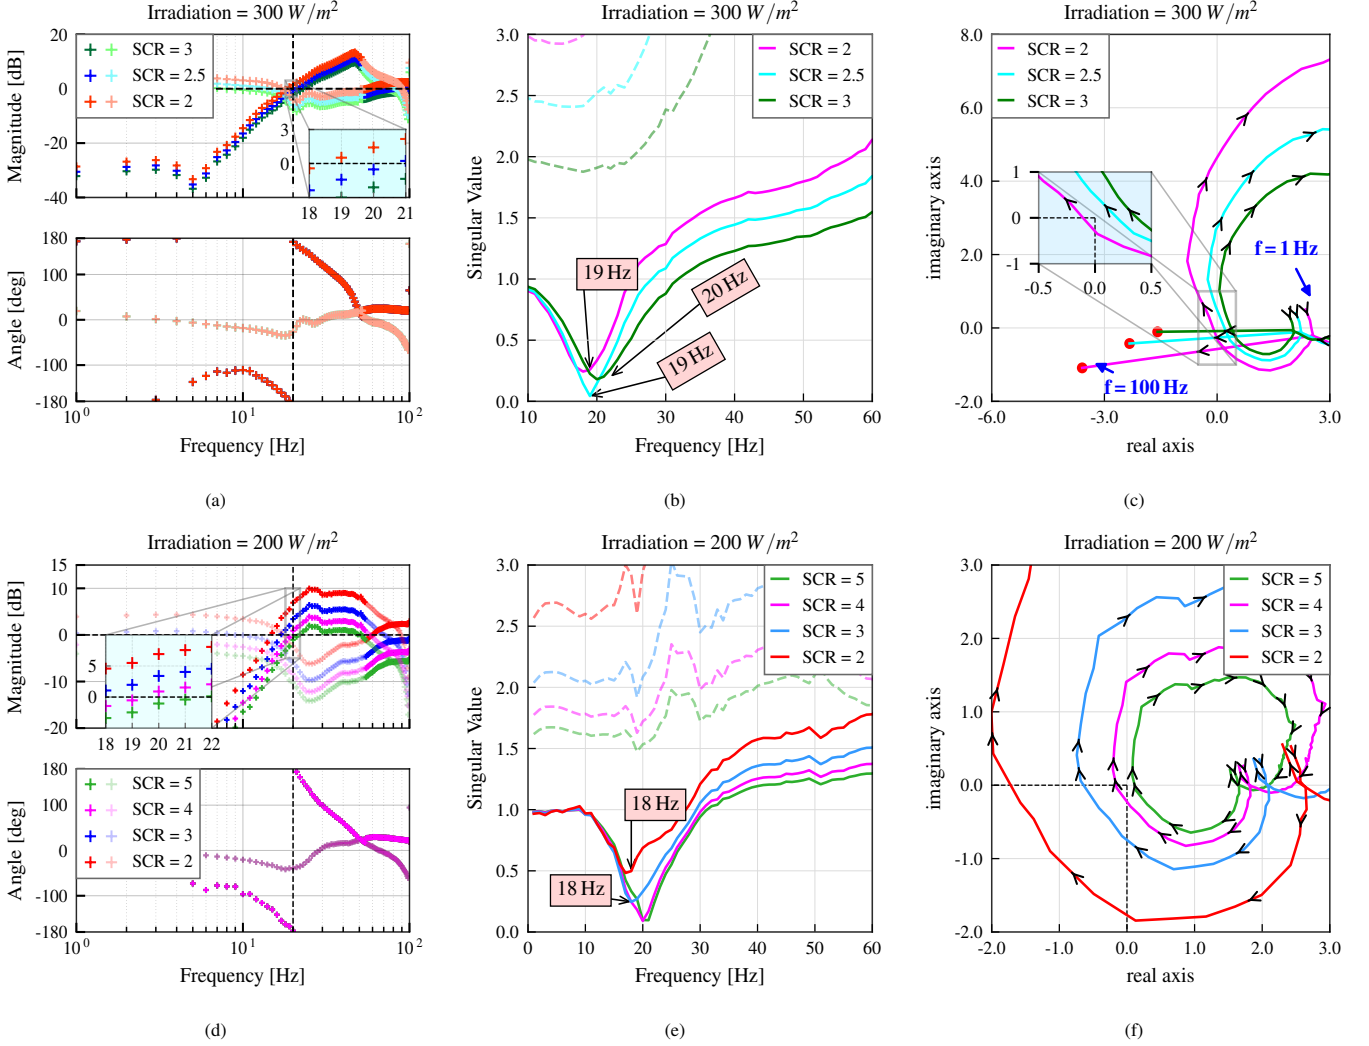 Irradiation = 300 W/m²
Magnitude [dB]
20
0
-20
-40
SCR = 3
SCR = 2.5
SCR = 2
3
0
18 19 20 21
Angle [deg]
180
100
0
-100
-180
10⁰ 10¹ 10²
Frequency [Hz]
(a)
Irradiation = 300 W/m²
Singular Value
3.0
2.5
2.0
1.5
1.0
0.5
0.0
SCR = 2
SCR = 2.5
SCR = 3
19 Hz
20 Hz
19 Hz
10 20 30 40 50 60
Frequency [Hz]
(b)
Irradiation = 300 W/m²
imaginary axis
8.0
6.0
4.0
2.0
0.0
-2.0
SCR = 2
SCR = 2.5
SCR = 3
1
0
-1
-0.5 0.0 0.5
f = 1 Hz
f = 100 Hz
-6.0 -3.0 0.0 3.0
real axis
(c)
Irradiation = 200 W/m²
Magnitude [dB]
15
10
0
-10
-20
5
0
18 19 20 21 22
Angle [deg]
180
100
0
-100
-180
SCR = 5
SCR = 4
SCR = 3
SCR = 2
10⁰ 10¹ 10²
Frequency [Hz]
(d)
Irradiation = 200 W/m²
Singular Value
3.0
2.5
2.0
1.5
1.0
0.5
0.0
SCR = 5
SCR = 4
SCR = 3
SCR = 2
18 Hz
18 Hz
0 10 20 30 40 50 60
Frequency [Hz]
(e)
Irradiation = 200 W/m²
imaginary axis
3.0
2.0
1.0
0.0
-1.0
-2.0
SCR = 5
SCR = 4
SCR = 3
SCR = 2
-2.0 -1.0 0.0 1.0 2.0 3.0
real axis
(f)